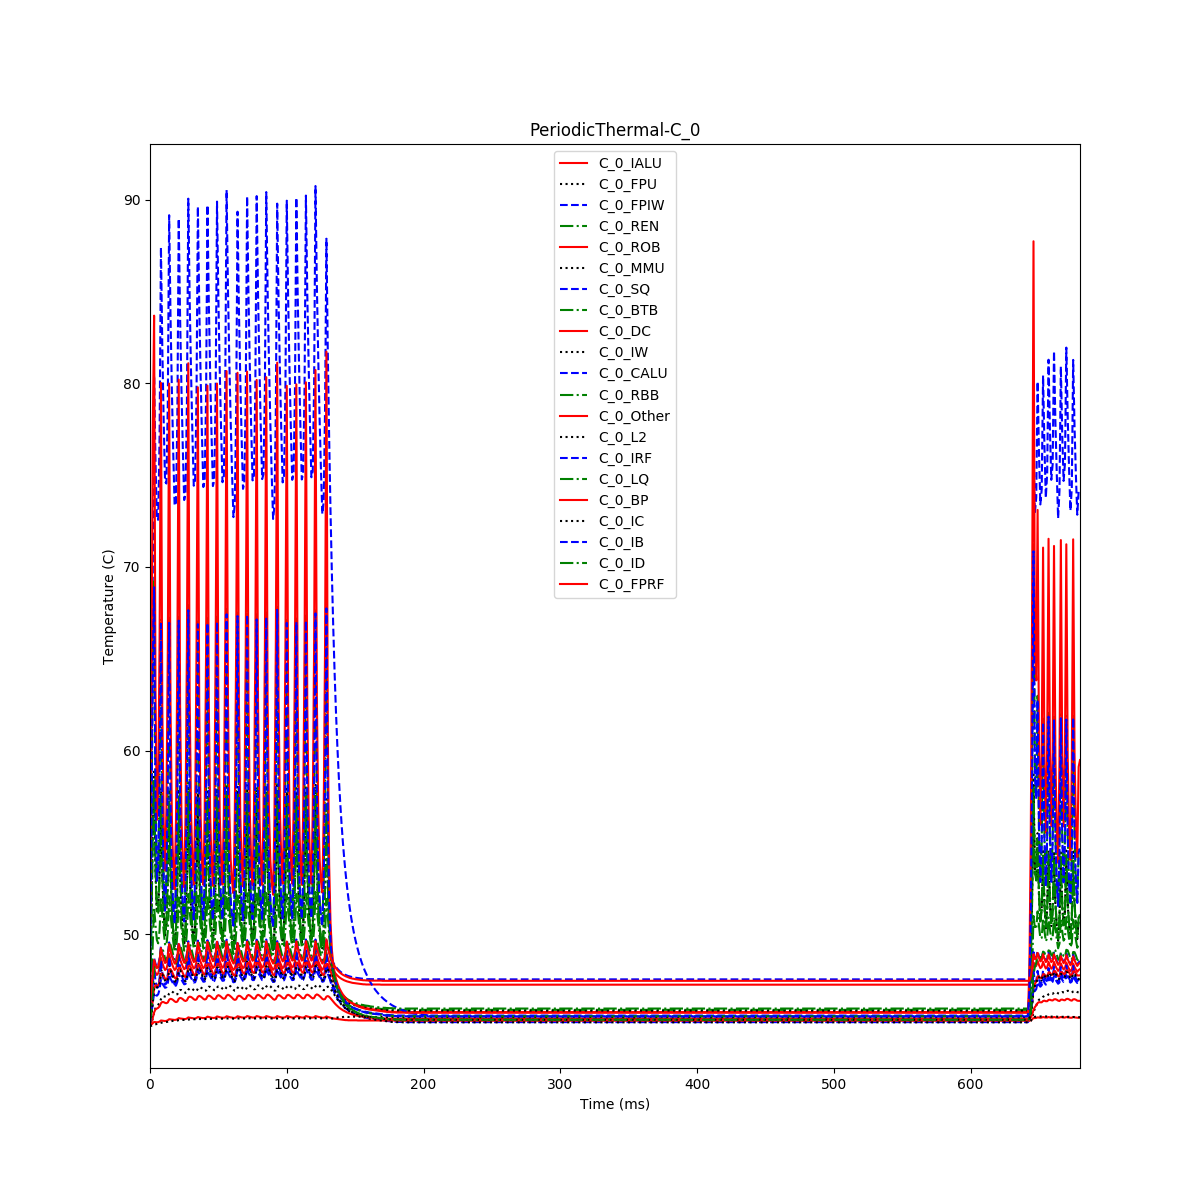 PeriodicThermal-C_0
C_0_IALU
C_0_FPU
C_0_FPIW
C_0_REN
C_0_ROB
C_0_MMU
C_0_SQ
C_0_BTB
C_0_DC
C_0_IW
C_0_CALU
C_0_RBB
C_0_Other
C_0_L2
C_0_IRF
C_0_LQ
C_0_BP
C_0_IC
C_0_IB
C_0_ID
C_0_FPRF
90
80
70
60
50
Temperature (C)
0 100 200 300 400 500 600
Time (ms)